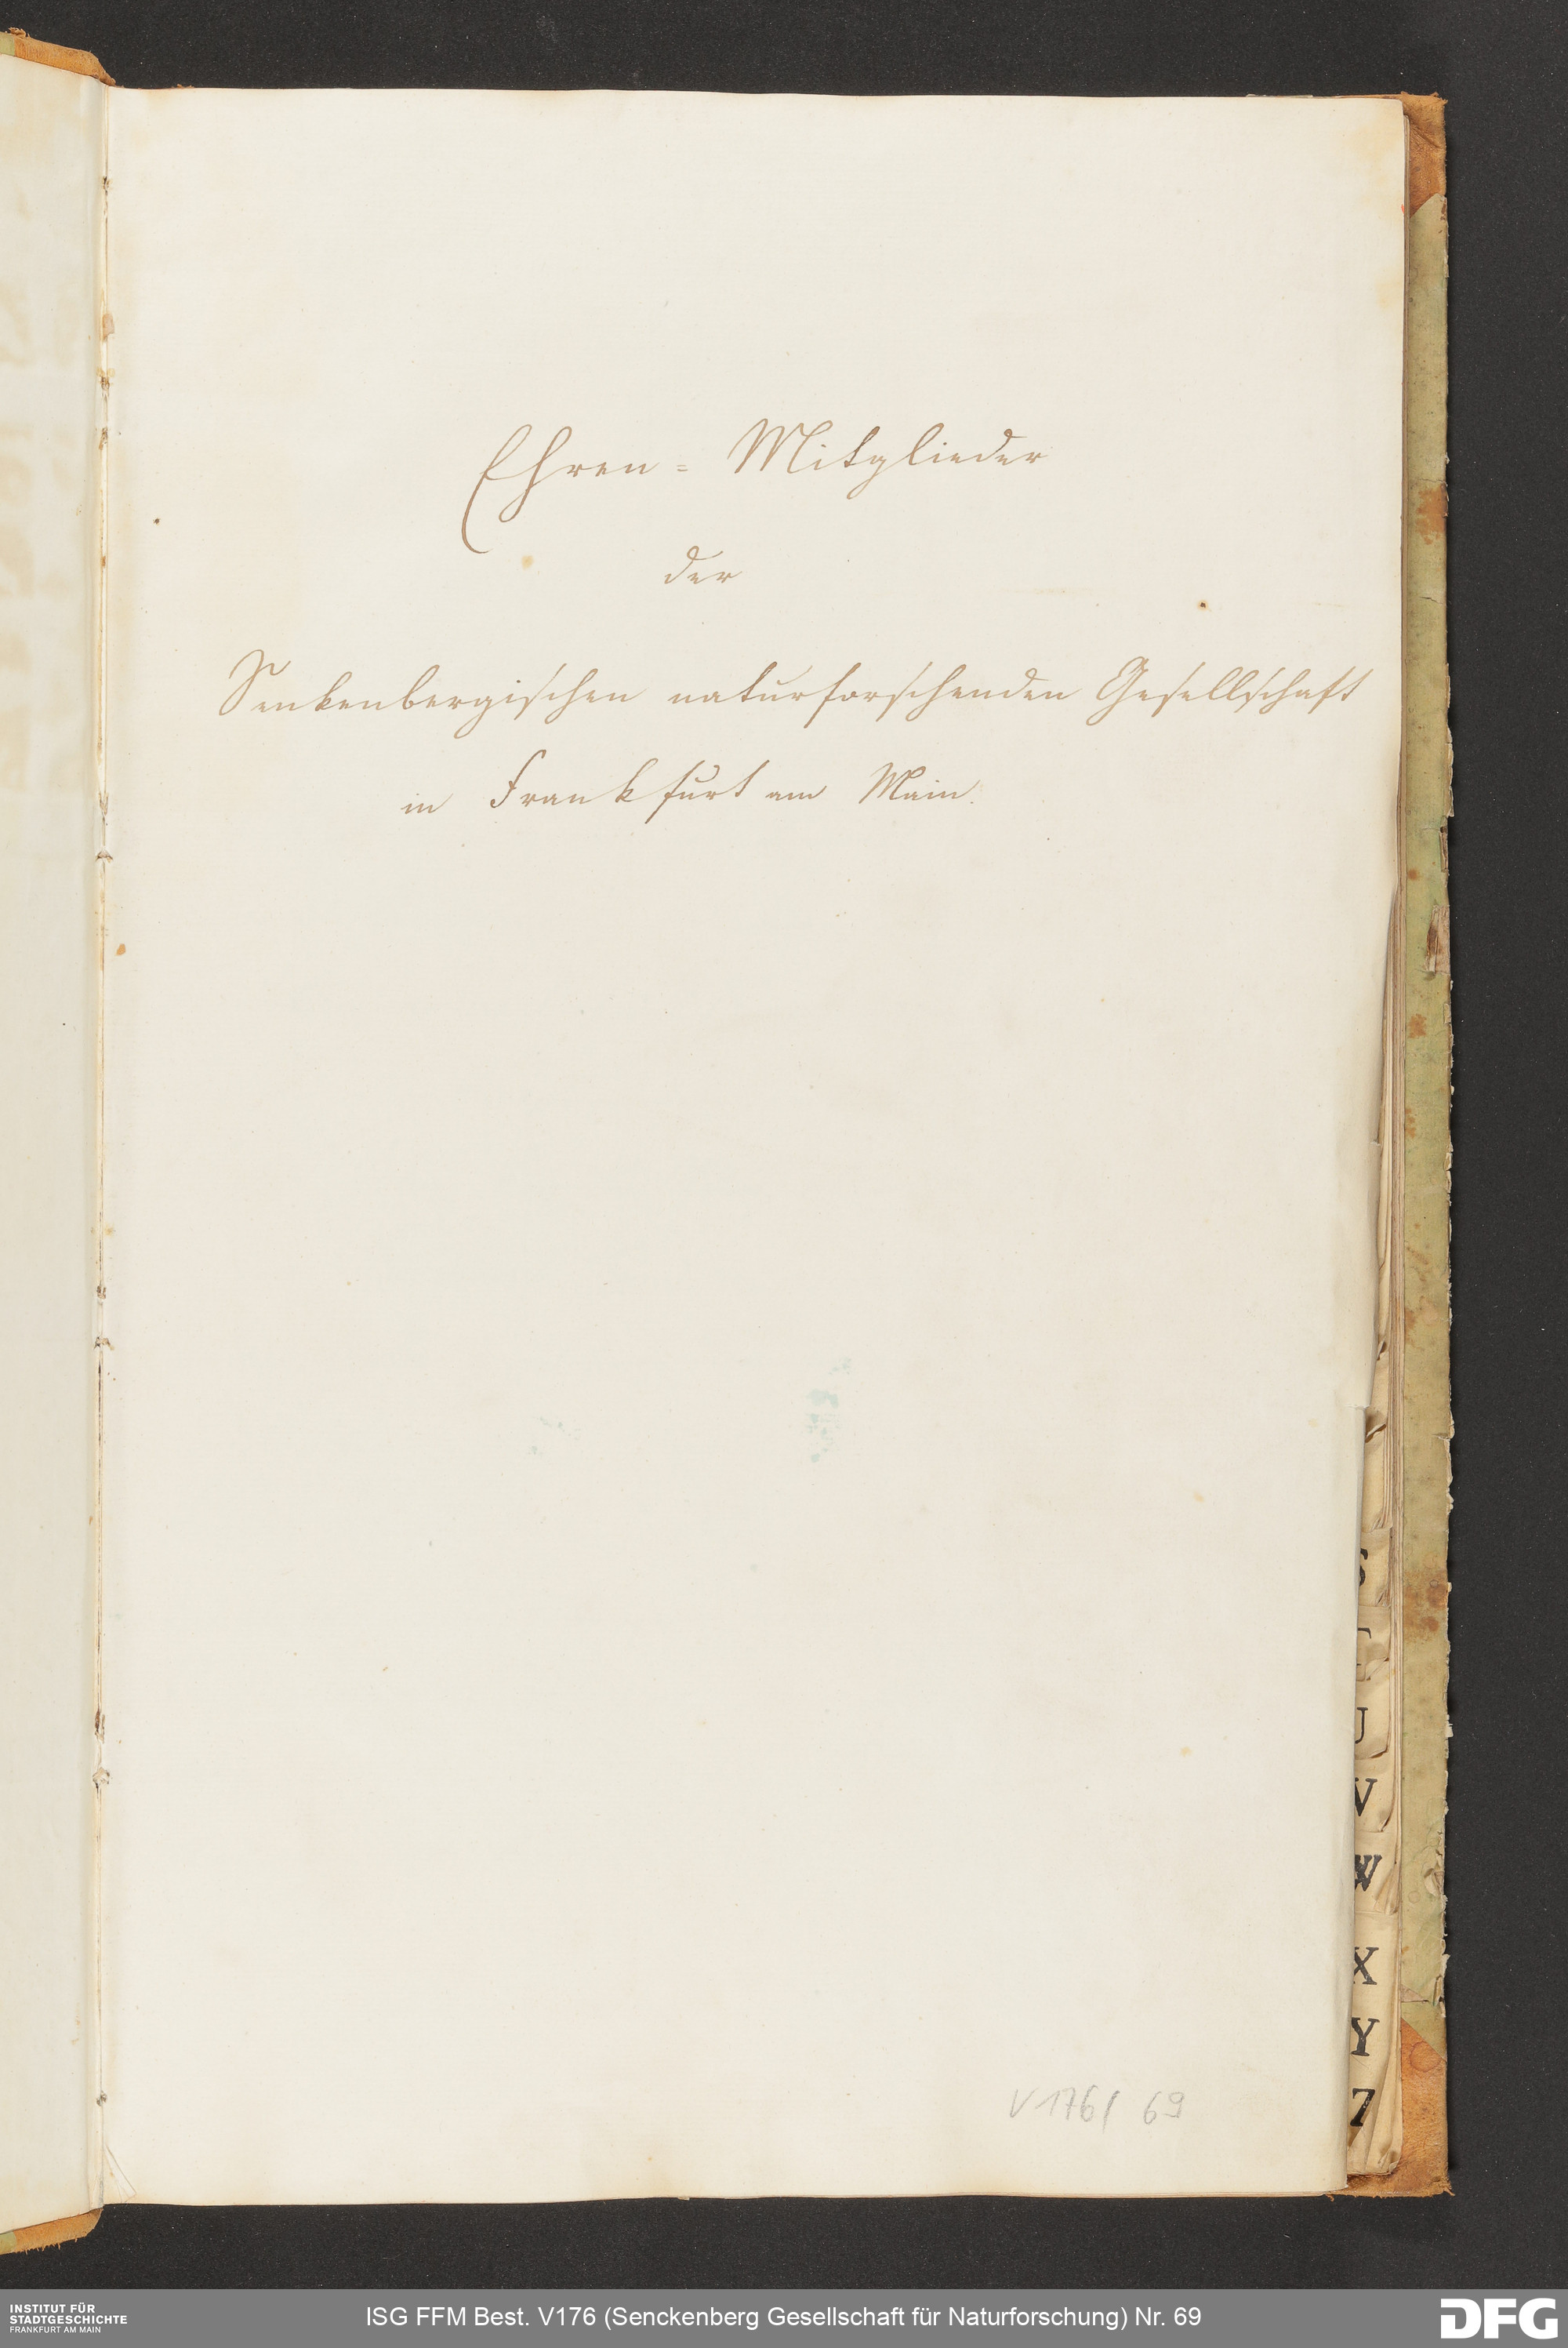 Ehren = Mitglieder
der
Senkenbergischen naturforschenden Gesellschaft
in Frankfurt am Main.
S
T
U
V
W
X
Y
Z
V 176/ 69
INSTITUT FÜR
STADTGESCHICHTE
FRANKFURT AM MAIN
ISG FFM Best. V176 (Senckenberg Gesellschaft für Naturforschung) Nr. 69
DFG